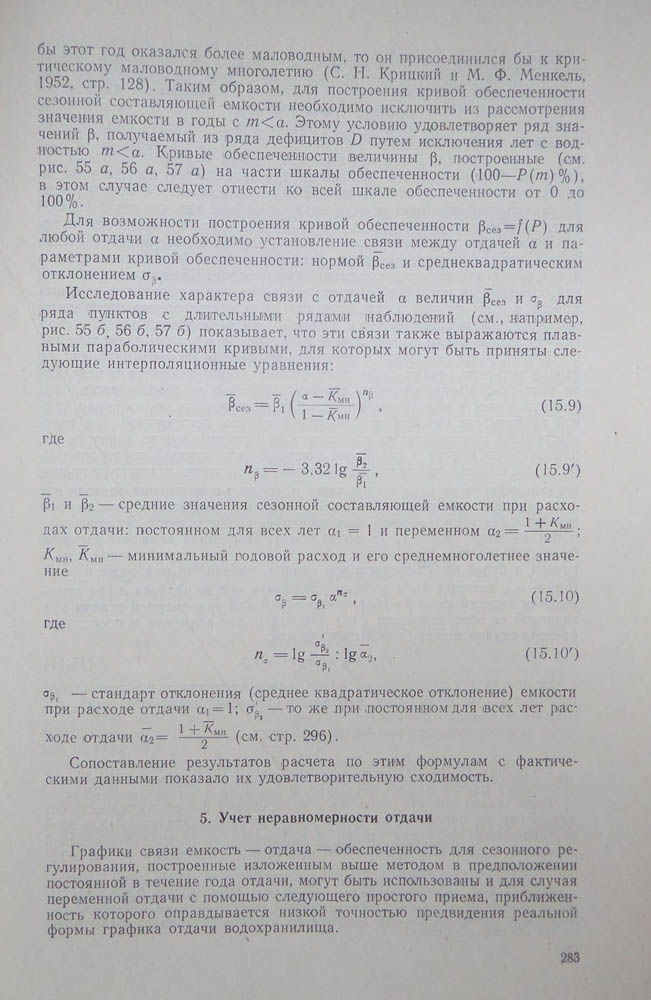 бы этот год оказался более маловодным, то он присоединился бы к кри-
тическому маловодному многолетию (С. Н. Крицкий и М. Ф. Менкель,
1952, стр. 128). Таким образом, для построения кривой обеспеченности
сезонной составляющей емкости необходимо исключить из рассмотрения
значения емкости в годы с m<α. Этому условию удовлетворяет ряд зна-
чений β, получаемый из ряда дефицитов D путем исключения лет с вод-
ностью m<α. Кривые обеспеченности величины β, построенные (см.
рис. 55 а, 56 а, 57 а) на части шкалы обеспеченности (100—P(m)%),
в этом случае следует отнести ко всей шкале обеспеченности от 0 до
100%.
Для возможности построения кривой обеспеченности βсез=f(P) для
любой отдачи α необходимо установление связи между отдачей α и па-
раметрами кривой обеспеченности: нормой β̅сез и среднеквадратическим
отклонением σβ.
Исследование характера связи с отдачей α величин β̅сез и σβ для
ряда пунктов с длительными рядами наблюдений (см., например,
рис. 55 б, 56 б, 57 б) показывает, что эти связи также выражаются плав-
ными параболическими кривыми, для которых могут быть приняты сле-
дующие интерполяционные уравнения:
β̅сез = β̅₁ ( (α — K̅мн) / (1 — K̅мн) )^nβ , (15.9)
где
nβ = — 3,32 lg β̅₂/β̅₁ , (15.9′)
β̅₁ и β̅₂ — средние значения сезонной составляющей емкости при расхо-
дах отдачи: постоянном для всех лет α₁ = 1 и переменном α₂ = (1 + Kмн)/2 ;
Kмн, K̅мн — минимальный годовой расход и его среднемноголетнее значе-
ние
σβ = σβ₁ α^nσ , (15.10)
где
nσ = lg σ′β₂/σβ₁ : lg α̅₂, (15.10′)
σβ₁ — стандарт отклонения (среднее квадратическое отклонение) емкости
при расходе отдачи α₁ = 1; σ′β₂ — то же при постоянном для всех лет рас-
ходе отдачи α̅₂ = (1 + K̅мн)/2 (см. стр. 296).
Сопоставление результатов расчета по этим формулам с фактиче-
скими данными показало их удовлетворительную сходимость.
5. Учет неравномерности отдачи
Графики связи емкость — отдача — обеспеченность для сезонного ре-
гулирования, построенные изложенным выше методом в предположении
постоянной в течение года отдачи, могут быть использованы и для случая
переменной отдачи с помощью следующего простого приема, приближен-
ность которого оправдывается низкой точностью предвидения реальной
формы графика отдачи водохранилища.
283